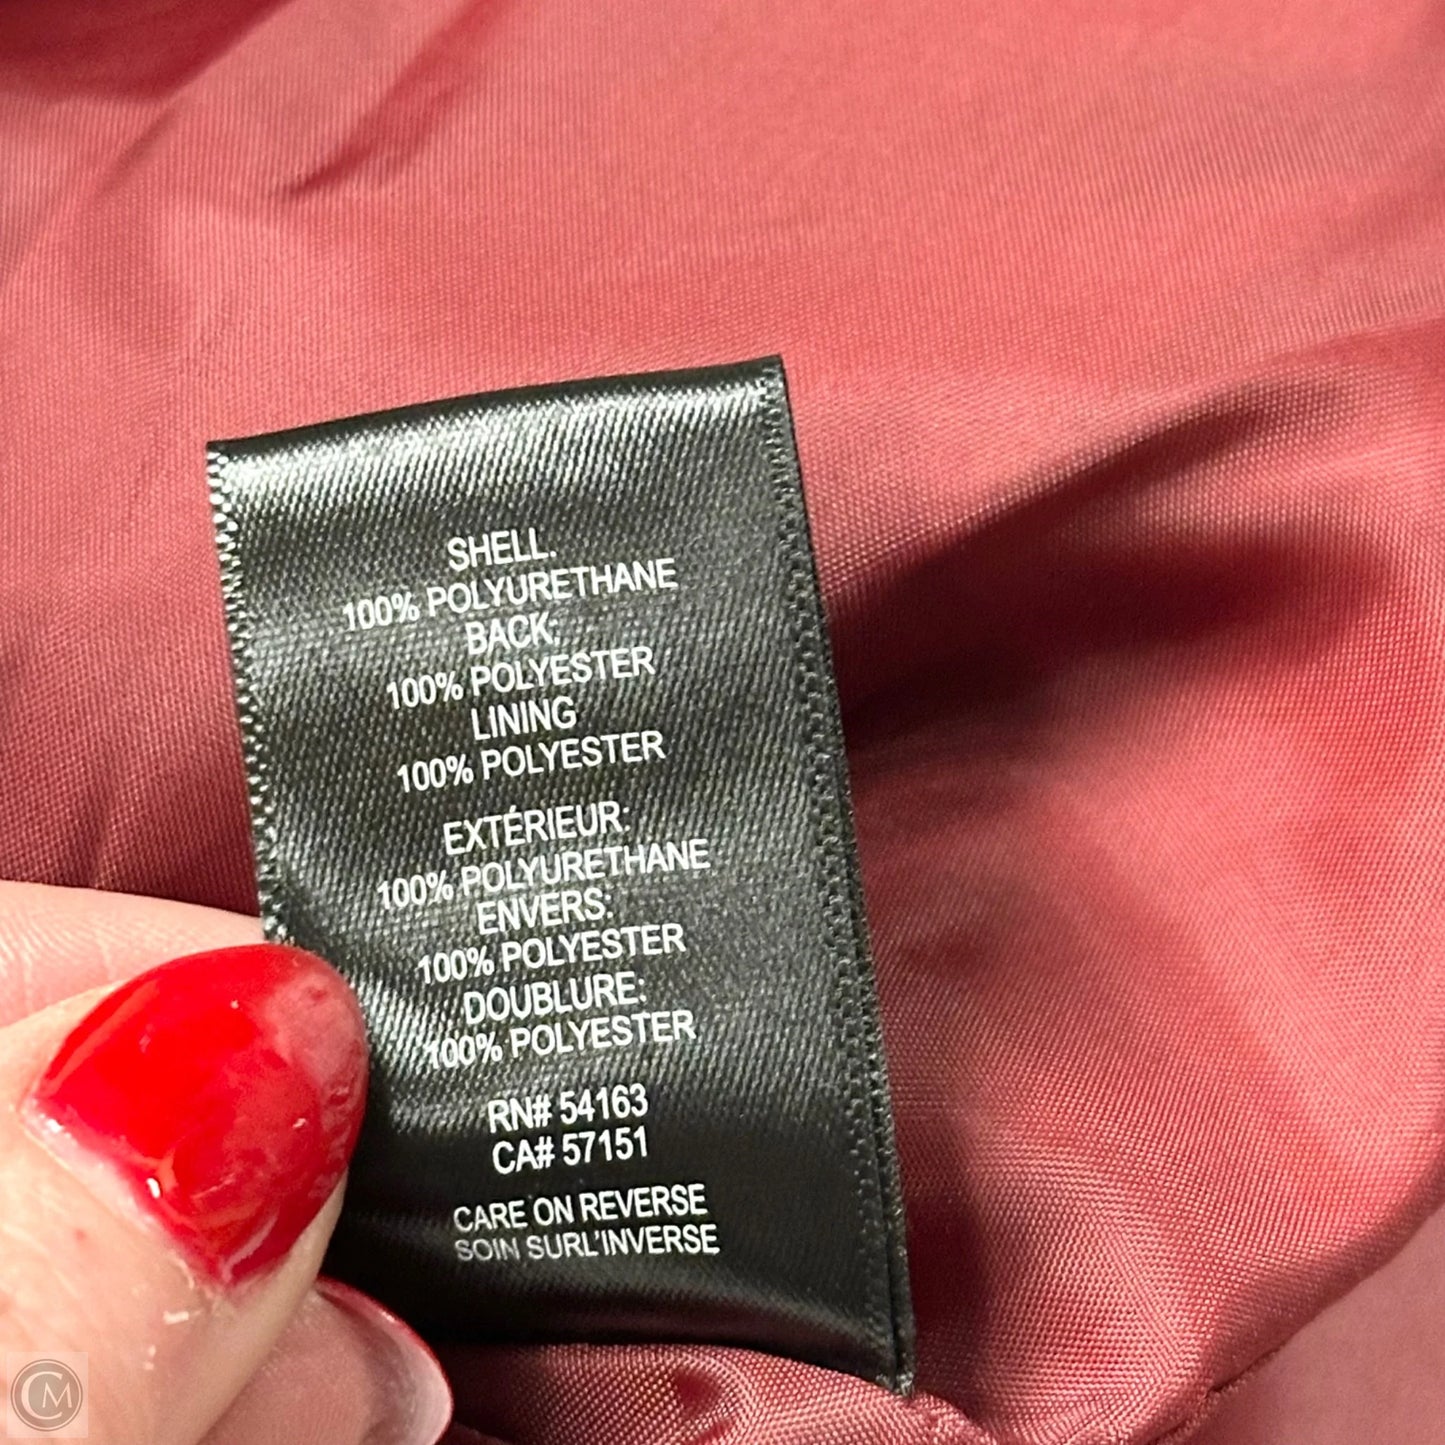 SHELL.
100% POLYURETHANE
BACK:
100% POLYESTER
LINING
100% POLYESTER
EXTÉRIEUR:
100% POLYURETHANE
ENVERS:
100% POLYESTER
DOUBLURE:
100% POLYESTER
RN# 54163
CA# 57151
CARE ON REVERSE
SOIN SURL'INVERSE
CM